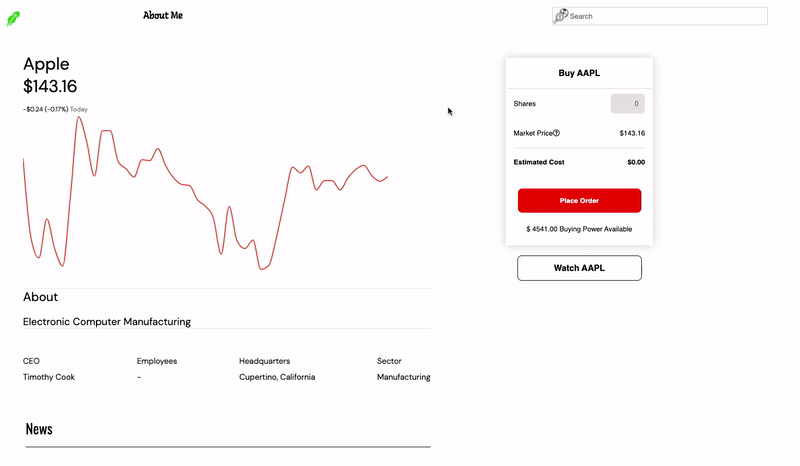 About Me
Search
Apple
$143.16
-$0.24 (-0.17%) Today
Buy AAPL
Shares 0
Market Price $143.16
Estimated Cost $0.00
Place Order
$ 4541.00 Buying Power Available
Watch AAPL
About
Electronic Computer Manufacturing
CEO Employees Headquarters Sector
Timothy Cook - Cupertino, California Manufacturing
News